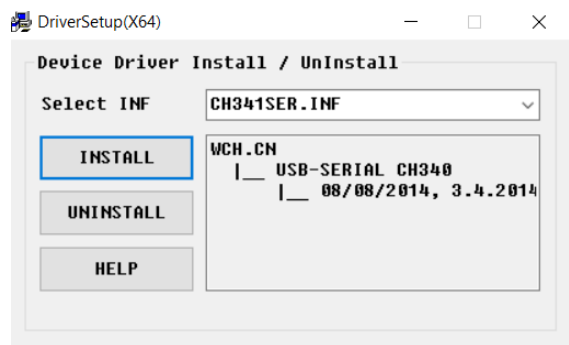 DriverSetup(X64)
Device Driver Install / UnInstall
Select INF
CH341SER.INF
INSTALL
UNINSTALL
HELP
WCH.CN
|__ USB-SERIAL CH340
|__ 08/08/2014, 3.4.2014